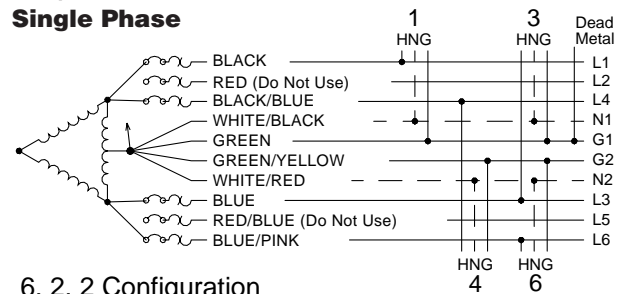 Single Phase
1 3 Dead
HNG HNG Metal
BLACK L1
RED (Do Not Use) L2
BLACK/BLUE L4
WHITE/BLACK N1
GREEN G1
GREEN/YELLOW G2
WHITE/RED N2
BLUE L3
RED/BLUE (Do Not Use) L5
BLUE/PINK L6
HNG HNG
4 6
6, 2, 2 Configuration